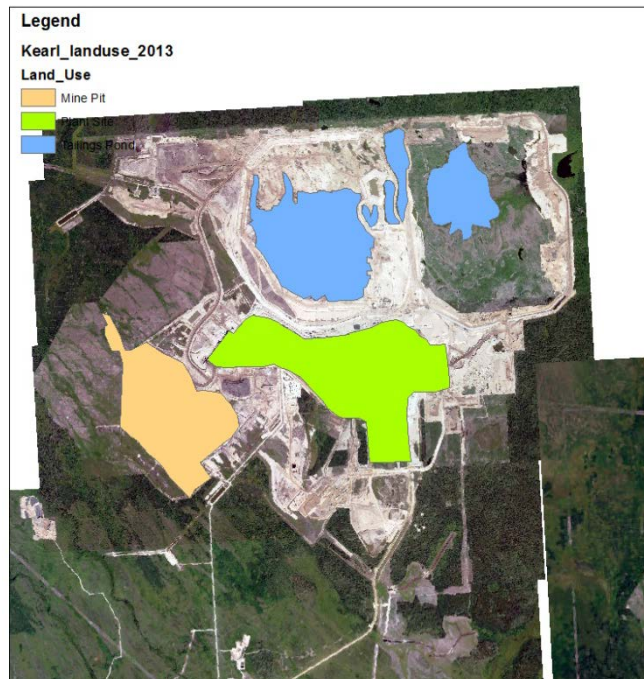 Legend
Kearl_landuse_2013
Land_Use
Mine Pit
Plant Site
Tailings Pond